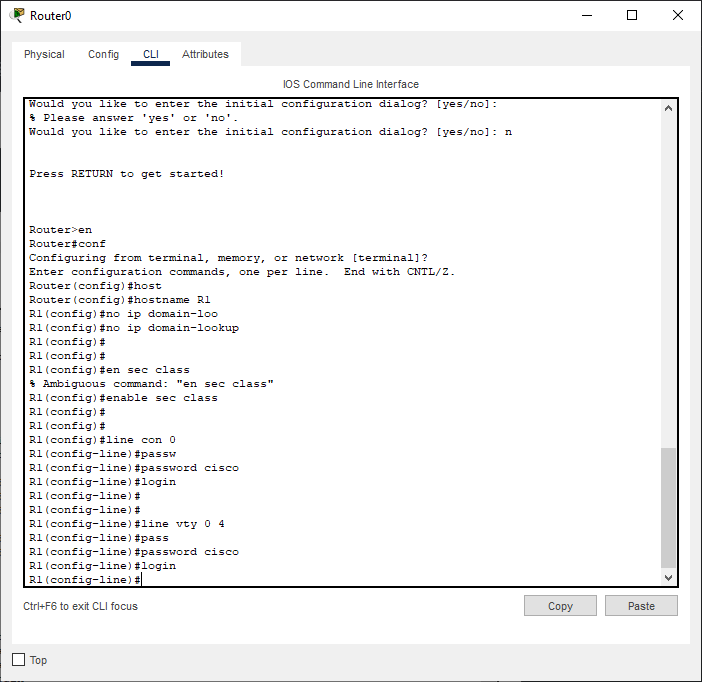 Router0
Physical Config CLI Attributes
IOS Command Line Interface
Would you like to enter the initial configuration dialog? [yes/no]:
% Please answer 'yes' or 'no'.
Would you like to enter the initial configuration dialog? [yes/no]: n
Press RETURN to get started!
Router>en
Router#conf
Configuring from terminal, memory, or network [terminal]?
Enter configuration commands, one per line.  End with CNTL/Z.
Router(config)#host
Router(config)#hostname R1
R1(config)#no ip domain-loo
R1(config)#no ip domain-lookup
R1(config)#
R1(config)#
R1(config)#en sec class
% Ambiguous command: "en sec class"
R1(config)#enable sec class
R1(config)#
R1(config)#
R1(config)#line con 0
R1(config-line)#passw
R1(config-line)#password cisco
R1(config-line)#login
R1(config-line)#
R1(config-line)#
R1(config-line)#line vty 0 4
R1(config-line)#pass
R1(config-line)#password cisco
R1(config-line)#login
R1(config-line)#
Ctrl+F6 to exit CLI focus
Copy Paste
Top